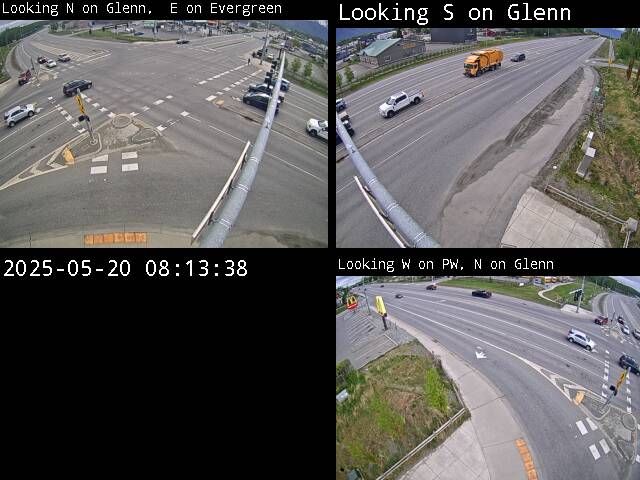 Looking N on Glenn,  E on Evergreen
Looking S on Glenn
2025-05-20 08:13:38
Looking W on PW, N on Glenn